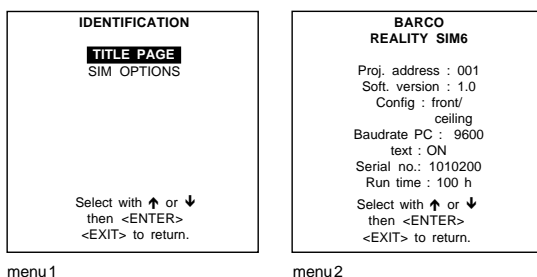 IDENTIFICATION
TITLE PAGE
SIM OPTIONS
Select with ↑ or ↓
then <ENTER>
<EXIT> to return.
menu1
BARCO
REALITY SIM6
Proj. address : 001
Soft. version : 1.0
Config : front/
ceiling
Baudrate PC : 9600
text : ON
Serial no.: 1010200
Run time : 100 h
Select with ↑ or ↓
then <ENTER>
<EXIT> to return.
menu2